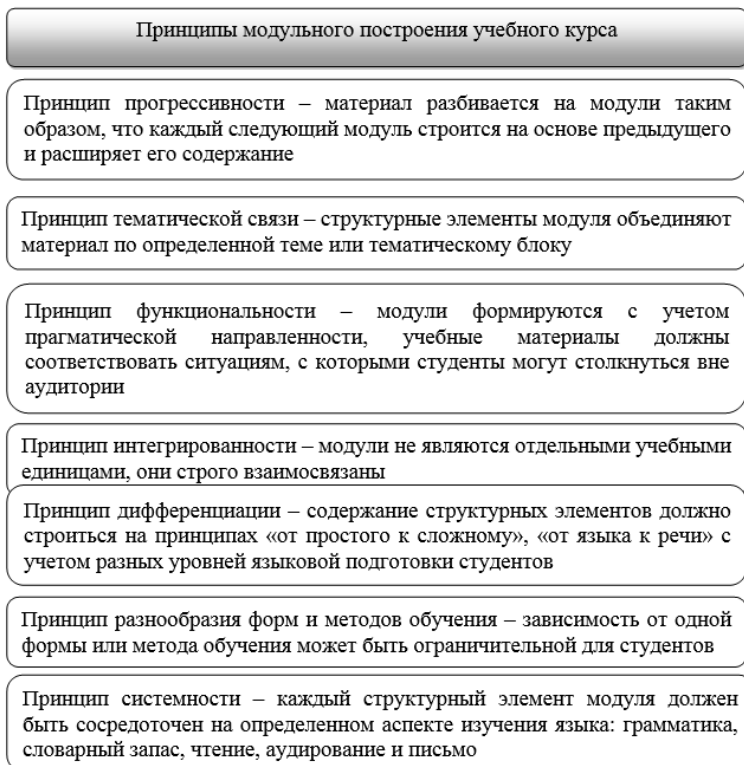 Принципы модульного построения учебного курса
Принцип прогрессивности – материал разбивается на модули таким
образом, что каждый следующий модуль строится на основе предыдущего
и расширяет его содержание
Принцип тематической связи – структурные элементы модуля объединяют
материал по определенной теме или тематическому блоку
Принцип функциональности – модули формируются с учетом
прагматической направленности, учебные материалы должны
соответствовать ситуациям, с которыми студенты могут столкнуться вне
аудитории
Принцип интегрированности – модули не являются отдельными учебными
единицами, они строго взаимосвязаны
Принцип дифференциации – содержание структурных элементов должно
строиться на принципах «от простого к сложному», «от языка к речи» с
учетом разных уровней языковой подготовки студентов
Принцип разнообразия форм и методов обучения – зависимость от одной
формы или метода обучения может быть ограничительной для студентов
Принцип системности – каждый структурный элемент модуля должен
быть сосредоточен на определенном аспекте изучения языка: грамматика,
словарный запас, чтение, аудирование и письмо